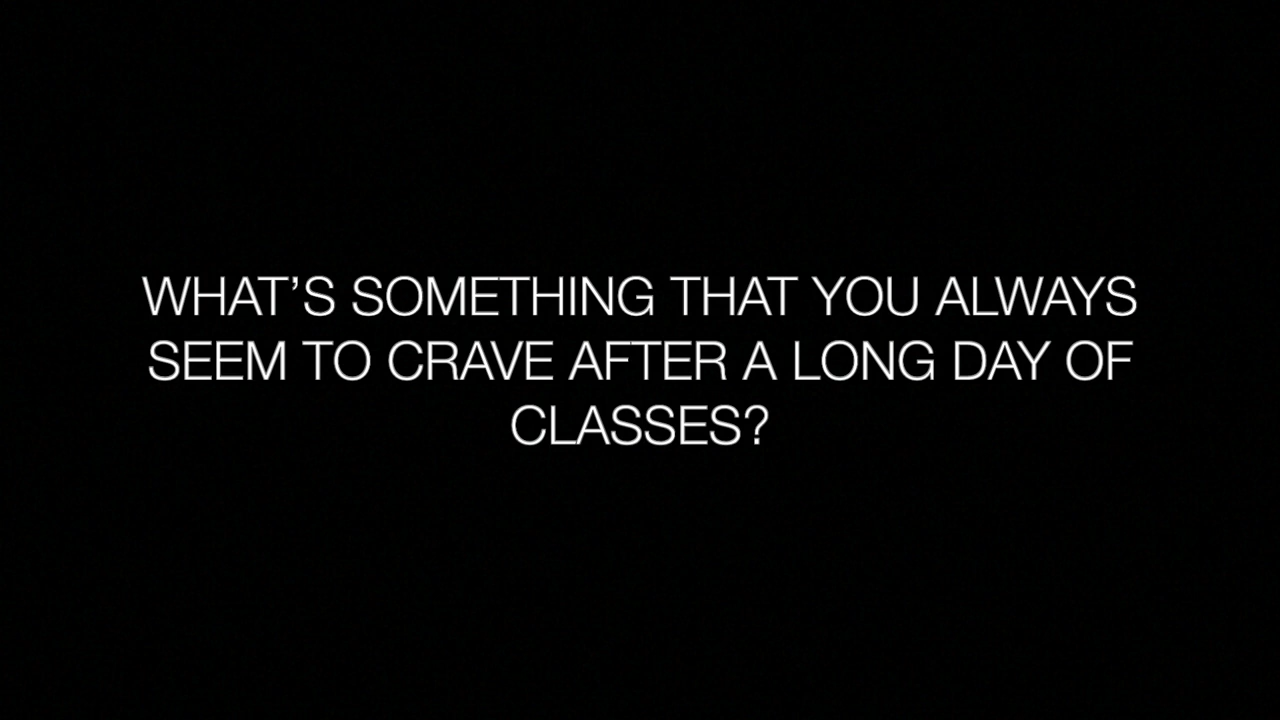 WHAT’S SOMETHING THAT YOU ALWAYS
SEEM TO CRAVE AFTER A LONG DAY OF
CLASSES?